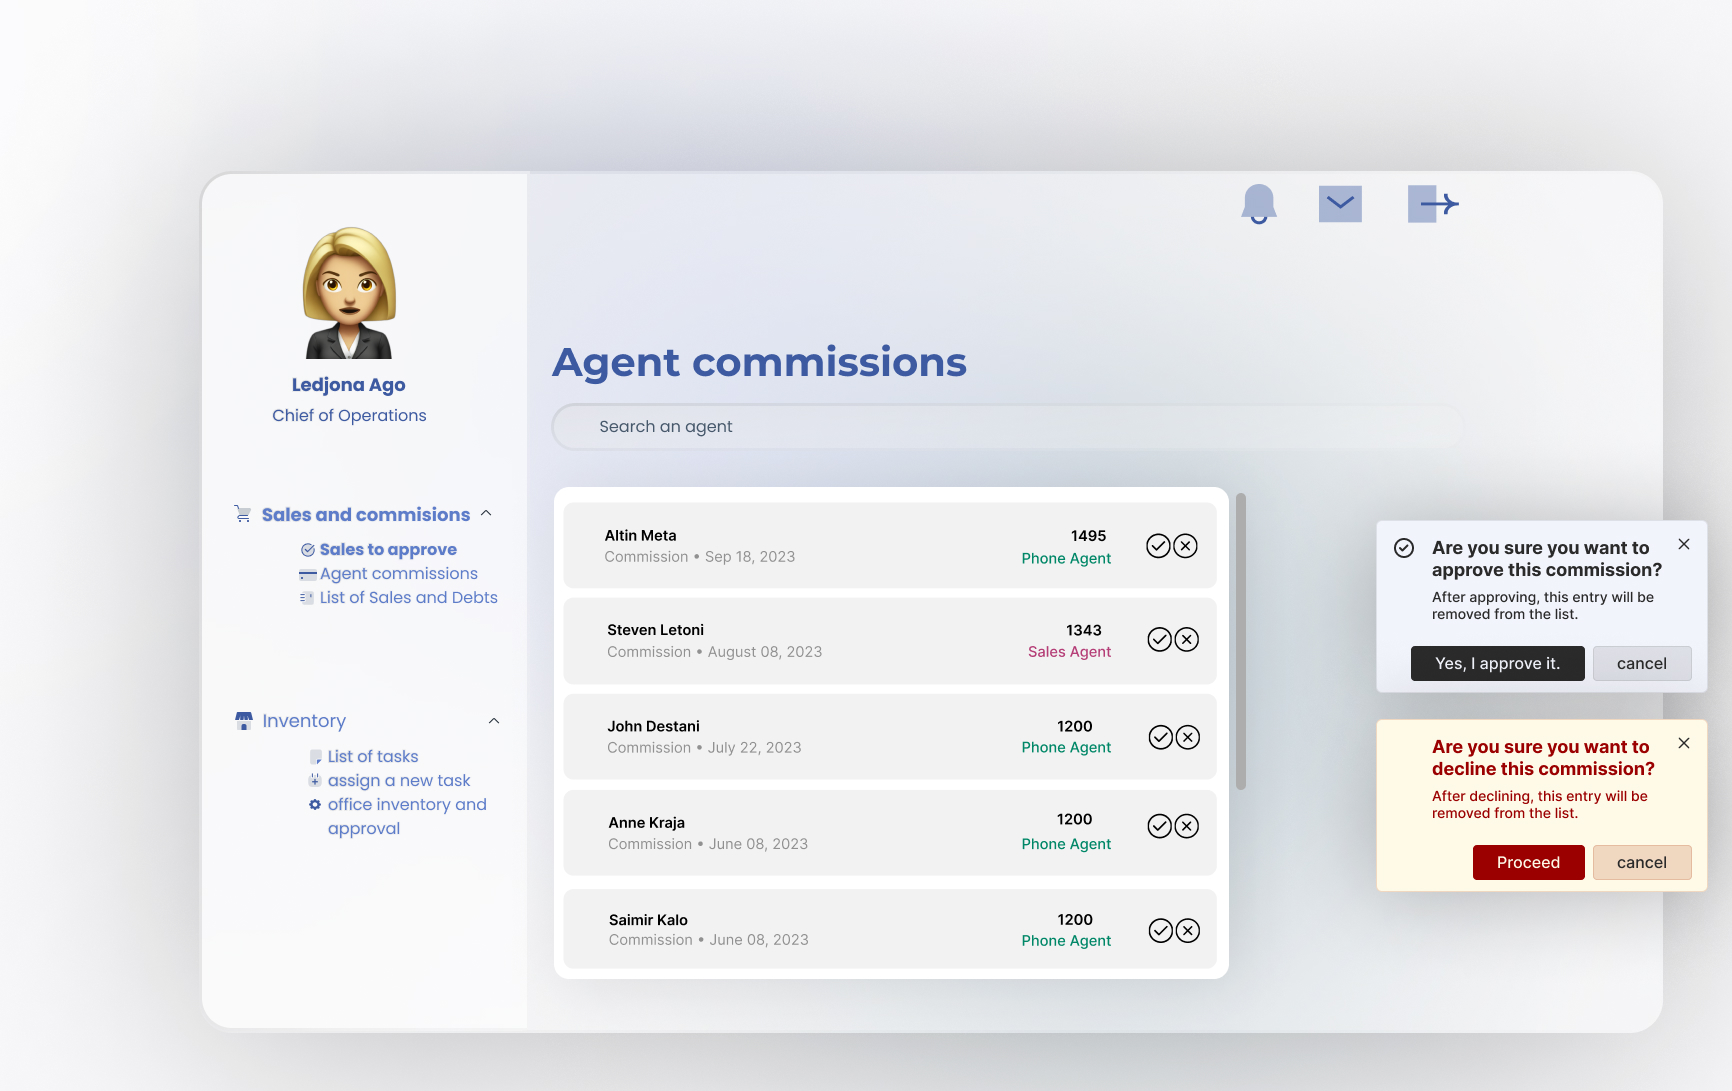 Ledjona Ago
Chief of Operations
Sales and commisions
Sales to approve
Agent commissions
List of Sales and Debts
Inventory
List of tasks
assign a new task
office inventory and
approval
Agent commissions
Search an agent
Altin Meta
Commission • Sep 18, 2023
1495
Phone Agent
Steven Letoni
Commission • August 08, 2023
1343
Sales Agent
John Destani
Commission • July 22, 2023
1200
Phone Agent
Anne Kraja
Commission • June 08, 2023
1200
Phone Agent
Saimir Kalo
Commission • June 08, 2023
1200
Phone Agent
Are you sure you want to
approve this commission?
After approving, this entry will be
removed from the list.
Yes, I approve it.
cancel
Are you sure you want to
decline this commission?
After declining, this entry will be
removed from the list.
Proceed
cancel